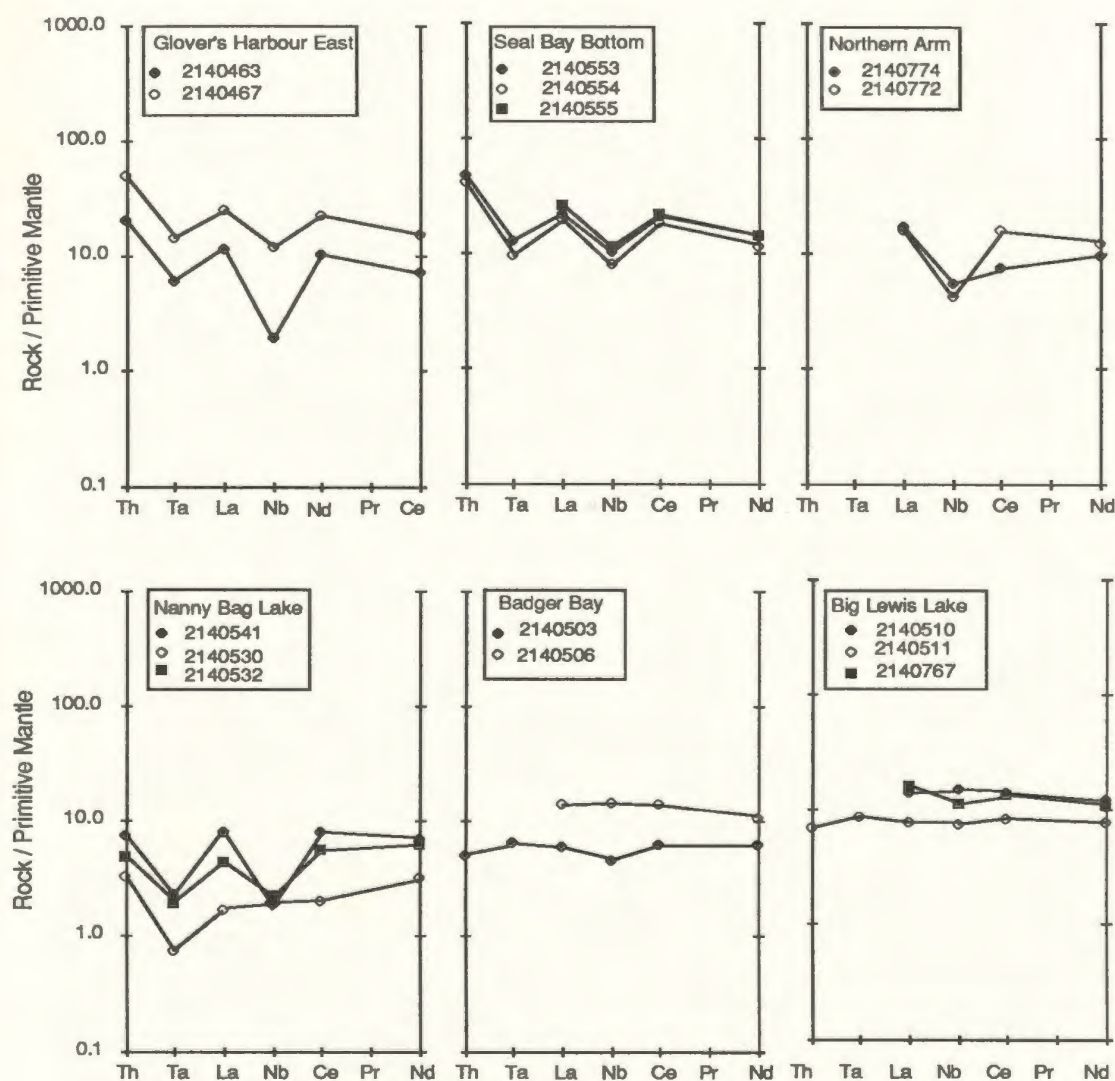 1000.0
100.0
10.0
1.0
0.1
Rock / Primitive Mantle
Glover's Harbour East
2140463
2140467
Th Ta La Nb Nd Pr Ce
Seal Bay Bottom
2140553
2140554
2140555
Th Ta La Nb Ce Pr Nd
Northern Arm
2140774
2140772
Th Ta La Nb Ce Pr Nd
1000.0
100.0
10.0
1.0
0.1
Rock / Primitive Mantle
Nanny Bag Lake
2140541
2140530
2140532
Th Ta La Nb Ce Pr Nd
Badger Bay
2140503
2140506
Th Ta La Nb Ce Pr Nd
Big Lewis Lake
2140510
2140511
2140767
Th Ta La Nb Ce Pr Nd